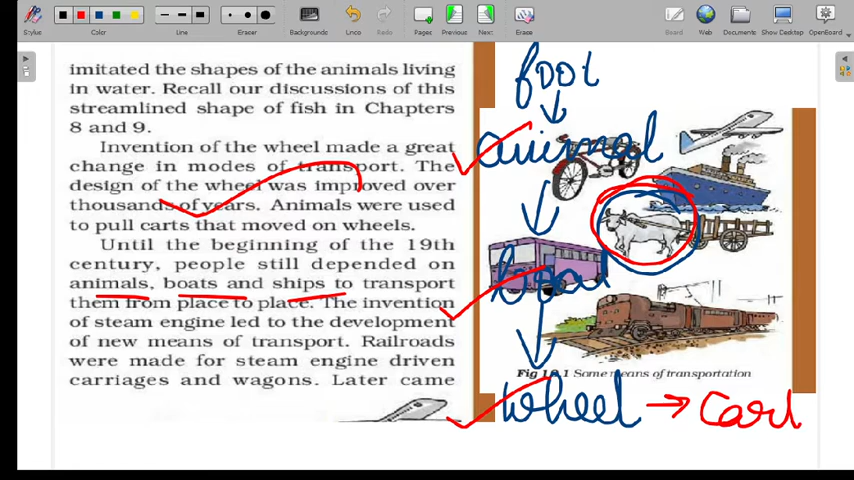 Stylus
Color
Line
Eraser
Backgrounds
Undo
Redo
Pages
Previous
Next
Erase
Board
Web
Documents
Show Desktop
OpenBoard
imitated the shapes of the animals living
in water. Recall our discussions of this
streamlined shape of fish in Chapters
8 and 9.
Invention of the wheel made a great
change in modes of transport. The
design of the wheel was improved over
thousands of years. Animals were used
to pull carts that moved on wheels.
Until the beginning of the 19th
century, people still depended on
animals, boats and ships to transport
them from place to place. The invention
of steam engine led to the development
of new means of transport. Railroads
were made for steam engine driven
carriages and wagons. Later came
foot
animal
boat
Fig 10.1 Some means of transportation
wheel → cart